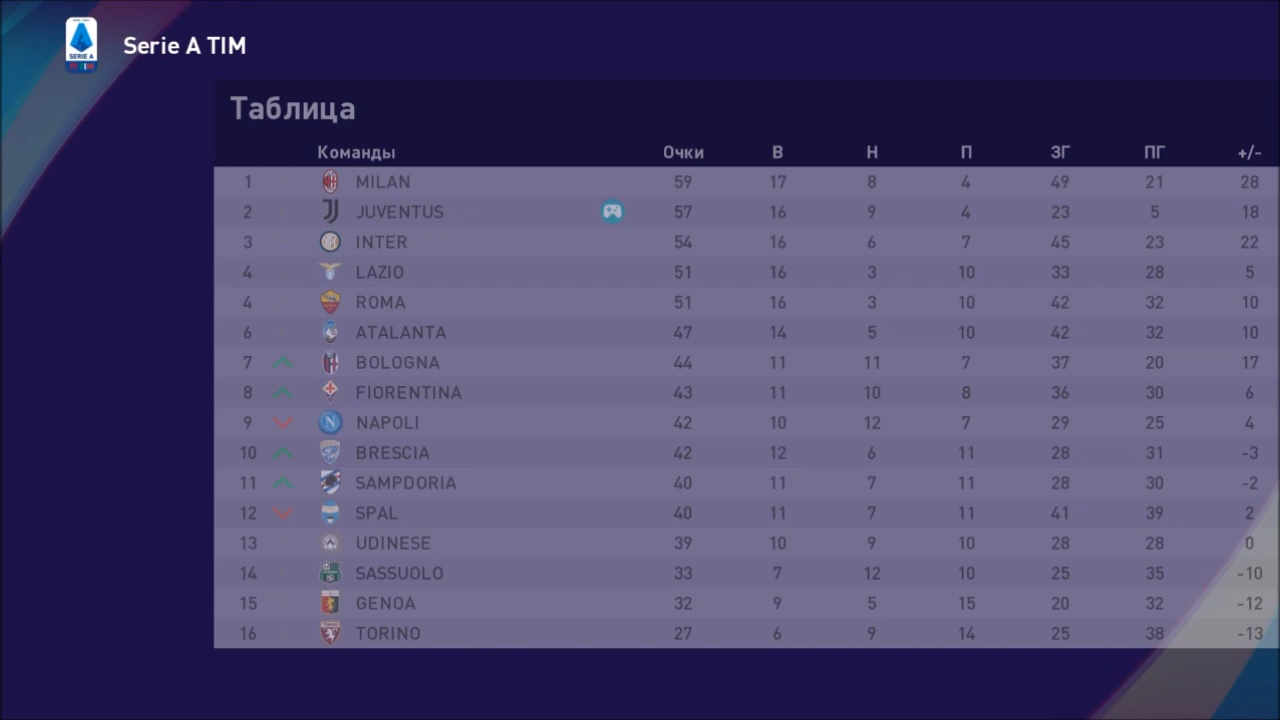 Serie A TIM
SERIE A
TIM
Таблица
Команды Очки В Н П ЗГ ПГ +/-
1 MILAN 59 17 8 4 49 21 28
2 JUVENTUS 57 16 9 4 23 5 18
3 INTER 54 16 6 7 45 23 22
4 LAZIO 51 16 3 10 33 28 5
4 ROMA 51 16 3 10 42 32 10
6 ATALANTA 47 14 5 10 42 32 10
7 BOLOGNA 44 11 11 7 37 20 17
8 FIORENTINA 43 11 10 8 36 30 6
9 NAPOLI 42 10 12 7 29 25 4
10 BRESCIA 42 12 6 11 28 31 -3
11 SAMPDORIA 40 11 7 11 28 30 -2
12 SPAL 40 11 7 11 41 39 2
13 UDINESE 39 10 9 10 28 28 0
14 SASSUOLO 33 7 12 10 25 35 -10
15 GENOA 32 9 5 15 20 32 -12
16 TORINO 27 6 9 14 25 38 -13